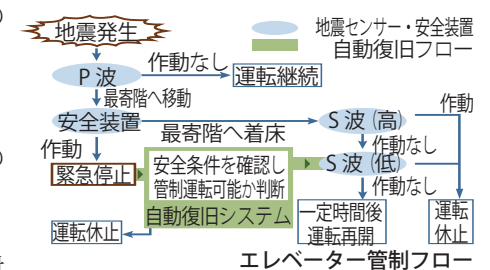 地震発生
地震センサー・安全装置
自動復旧フロー
P 波
作動なし
運転継続
最寄階へ移動
安全装置
最寄階へ着床
S 波(高)
作動
作動
作動なし
緊急停止
安全条件を確認し
管制運転可能か判断
自動復旧システム
S 波(低)
作動なし
運転休止
一定時間後
運転再開
運転
休止
エレベーター管制フロー